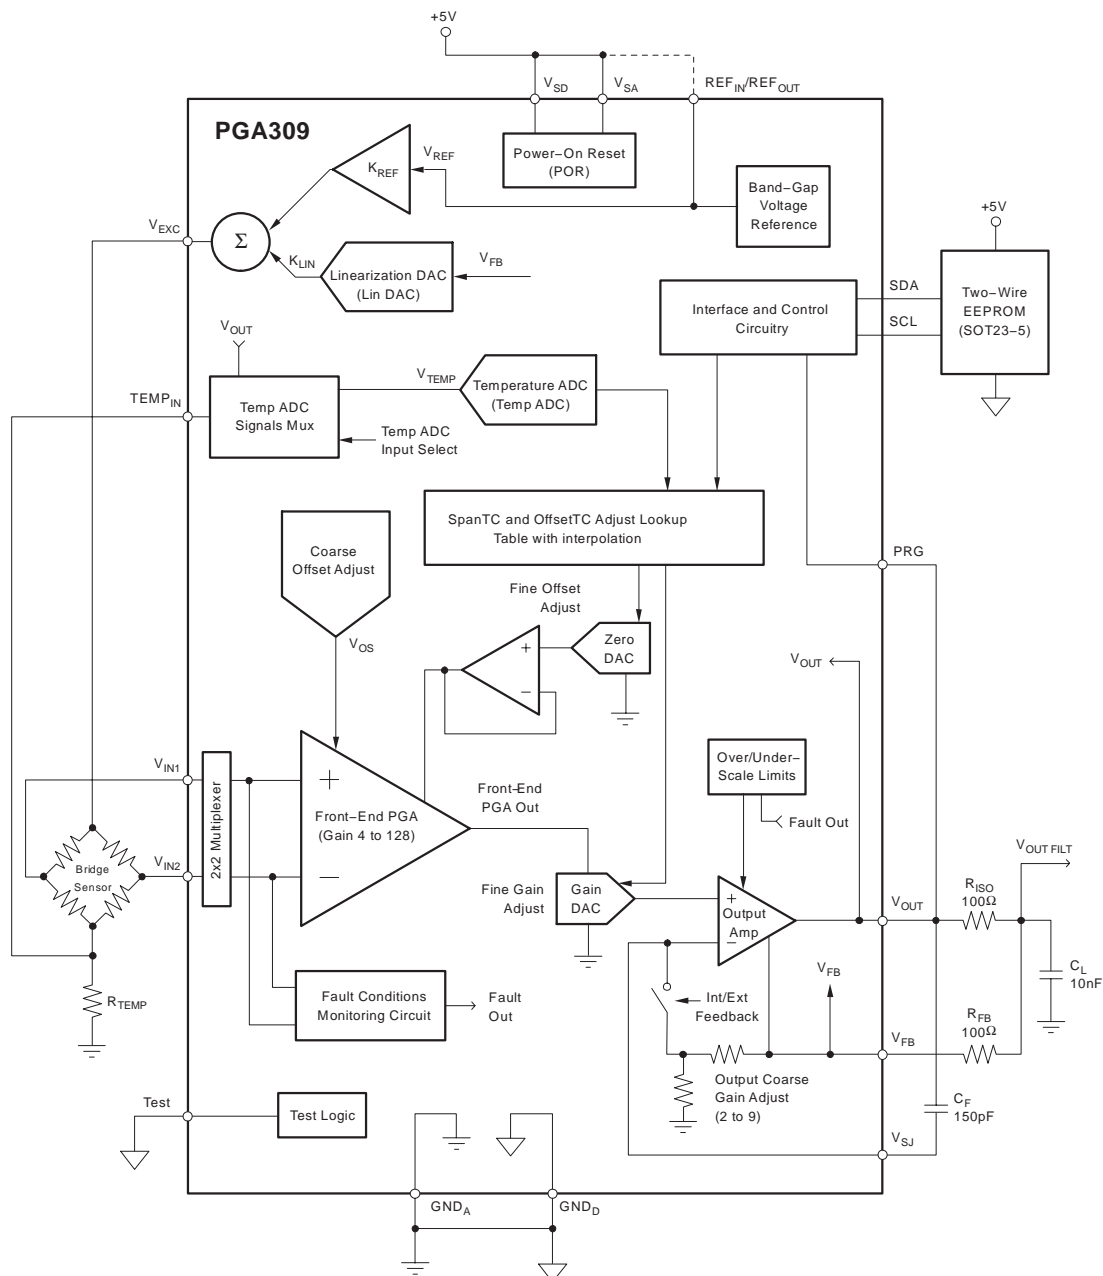 +5V
V_SD
V_SA
REF_IN/REF_OUT
PGA309
Power–On Reset
(POR)
V_REF
K_REF
Band–Gap
Voltage
Reference
+5V
V_EXC
Σ
K_LIN
Linearization DAC
(Lin DAC)
V_FB
Interface and Control
Circuitry
SDA
SCL
Two–Wire
EEPROM
(SOT23–5)
V_OUT
V_TEMP
Temperature ADC
(Temp ADC)
TEMP_IN
Temp ADC
Signals Mux
Temp ADC
Input Select
SpanTC and OffsetTC Adjust Lookup
Table with interpolation
PRG
Coarse
Offset Adjust
Fine Offset
Adjust
V_OS
+
−
Zero
DAC
V_OUT
V_IN1
2x2 Multiplexer
+
Front–End PGA
(Gain 4 to 128)
−
Front–End
PGA Out
Over/Under–
Scale Limits
Fault Out
V_OUT FILT
V_IN2
Bridge
Sensor
Fine Gain
Adjust
Gain
DAC
+
Output
Amp
−
V_OUT
R_ISO
100Ω
C_L
10nF
R_TEMP
Fault Conditions
Monitoring Circuit
Fault
Out
Int/Ext
Feedback
V_FB
R_FB
100Ω
V_FB
Output Coarse
Gain Adjust
(2 to 9)
C_F
150pF
Test
Test Logic
V_SJ
GND_A
GND_D